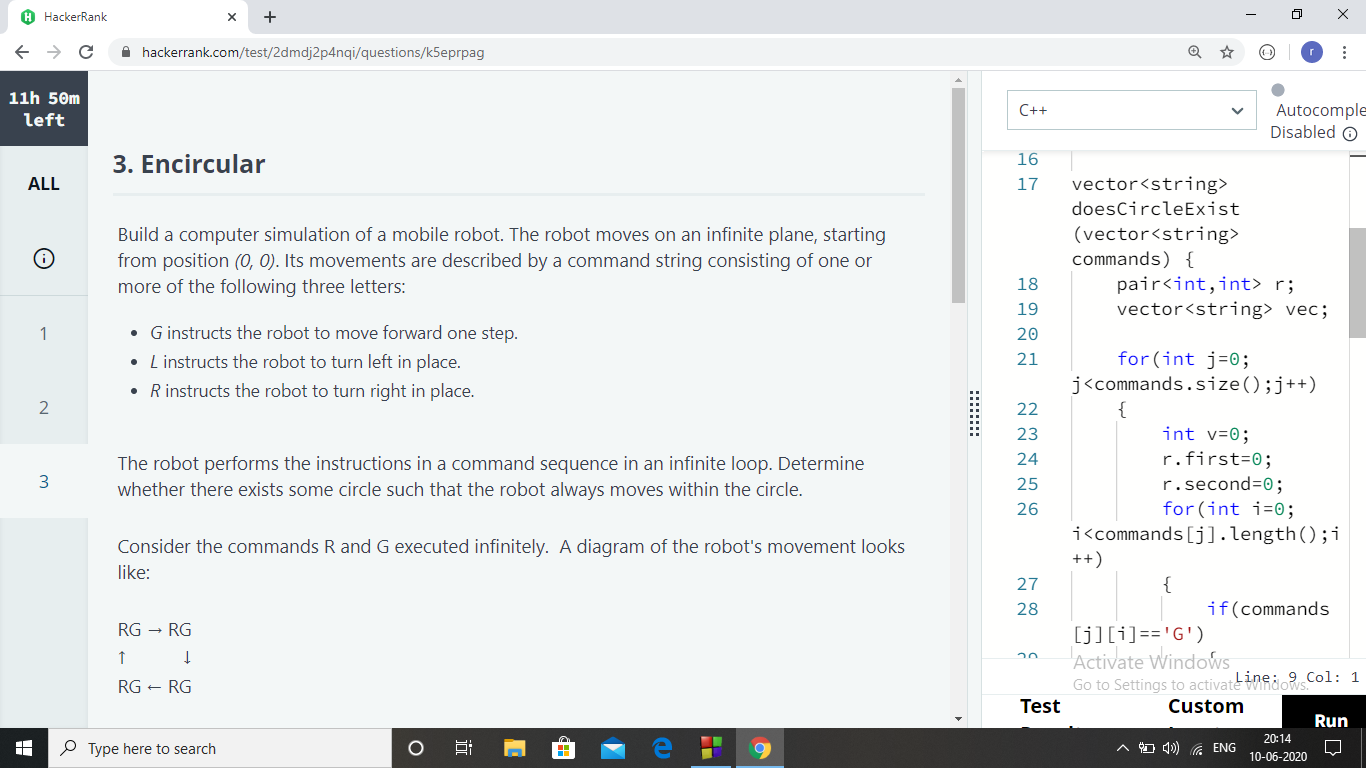 HackerRank
hackerrank.com/test/2dmdj2p4nqi/questions/k5eprpag
r
11h 50m
left
ALL
1
2
3
3. Encircular
Build a computer simulation of a mobile robot. The robot moves on an infinite plane, starting
from position (0, 0). Its movements are described by a command string consisting of one or
more of the following three letters:
• G instructs the robot to move forward one step.
• L instructs the robot to turn left in place.
• R instructs the robot to turn right in place.
The robot performs the instructions in a command sequence in an infinite loop. Determine
whether there exists some circle such that the robot always moves within the circle.
Consider the commands R and G executed infinitely.  A diagram of the robot's movement looks
like:
RG → RG
↑ ↓
RG ← RG
C++
Autocomple
Disabled
16
17 vector<string>
doesCircleExist
(vector<string>
commands) {
18 pair<int,int> r;
19 vector<string> vec;
20
21 for(int j=0;
j<commands.size();j++)
22 {
23 int v=0;
24 r.first=0;
25 r.second=0;
26 for(int i=0;
i<commands[j].length();i
++)
27 {
28 if(commands
[j][i]=='G')
Activate Windows
Go to Settings to activate Windows.
Line: 9 Col: 1
Test
Custom
Run
Type here to search
ENG
20:14
10-06-2020